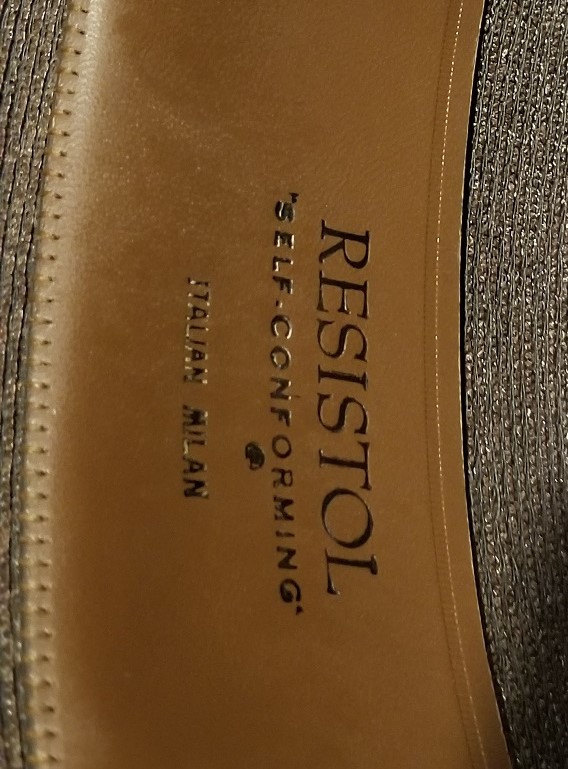 RESISTOL
"SELF-CONFORMING"
ITALIAN MILAN